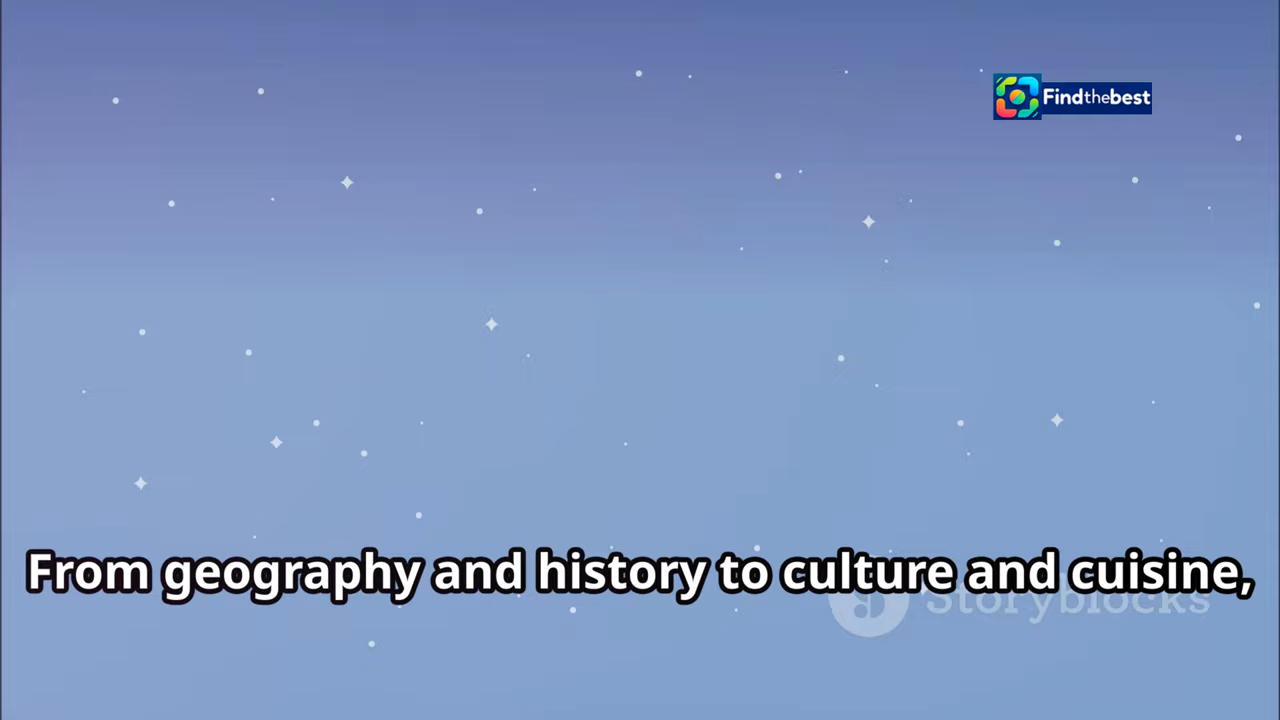 Findthebest
From geography and history to culture and cuisine,
Storyblocks